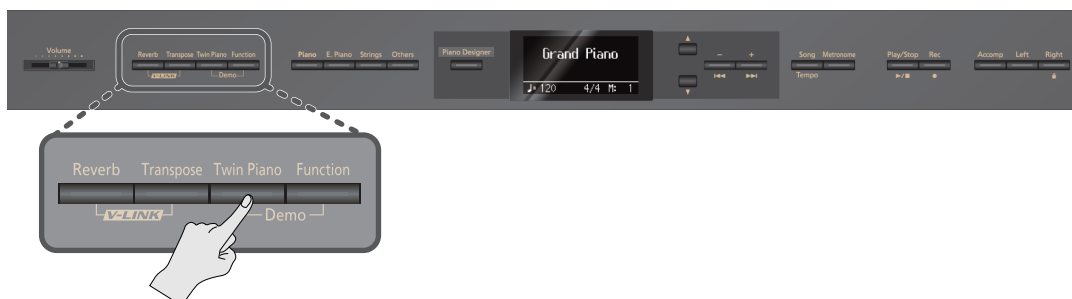 Volume
Reverb Transpose Twin Piano Function
V-LINK Demo
Piano E. Piano Strings Others
Piano Designer
Grand Piano
♩= 120 4/4 M: 1
− +
Song Metronome
Tempo
Play/Stop Rec
Accomp Left Right
Reverb Transpose Twin Piano Function
V-LINK Demo